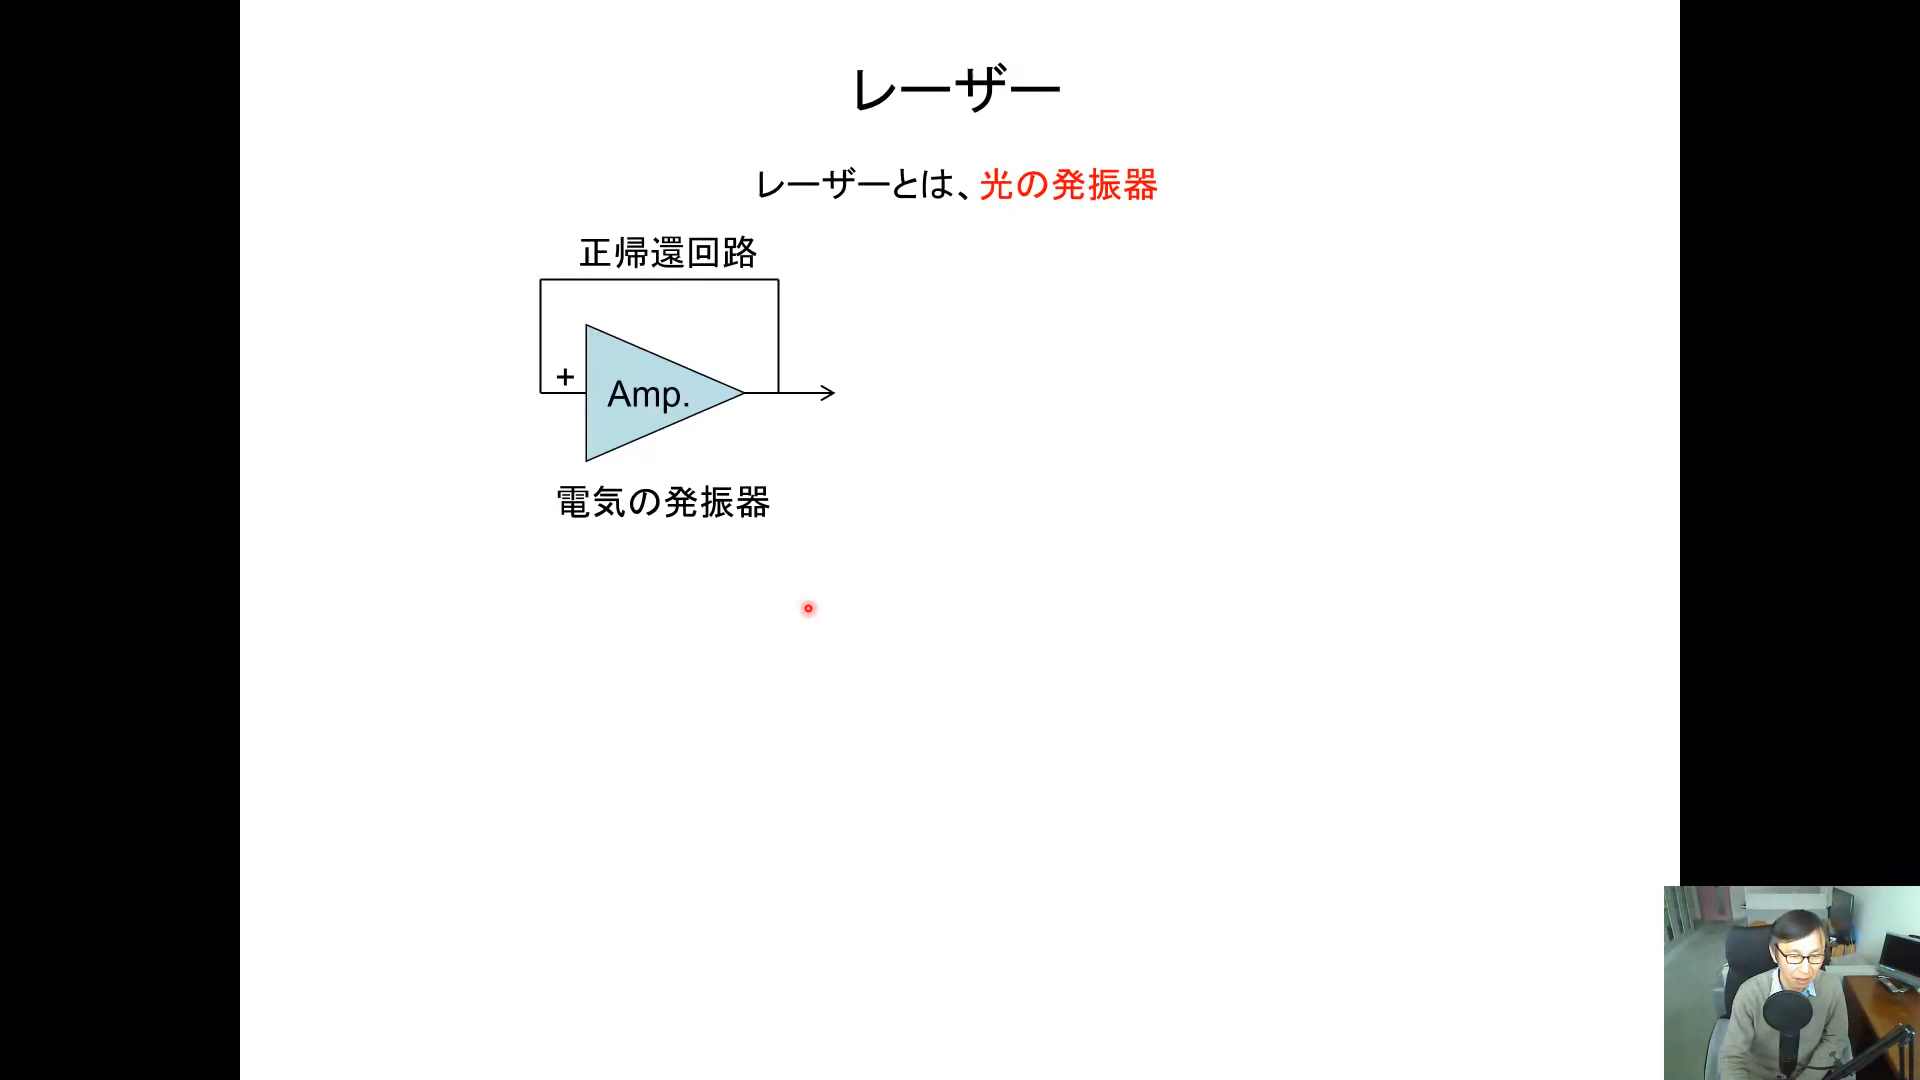 レーザー
レーザーとは、光の発振器
正帰還回路
+
Amp.
電気の発振器